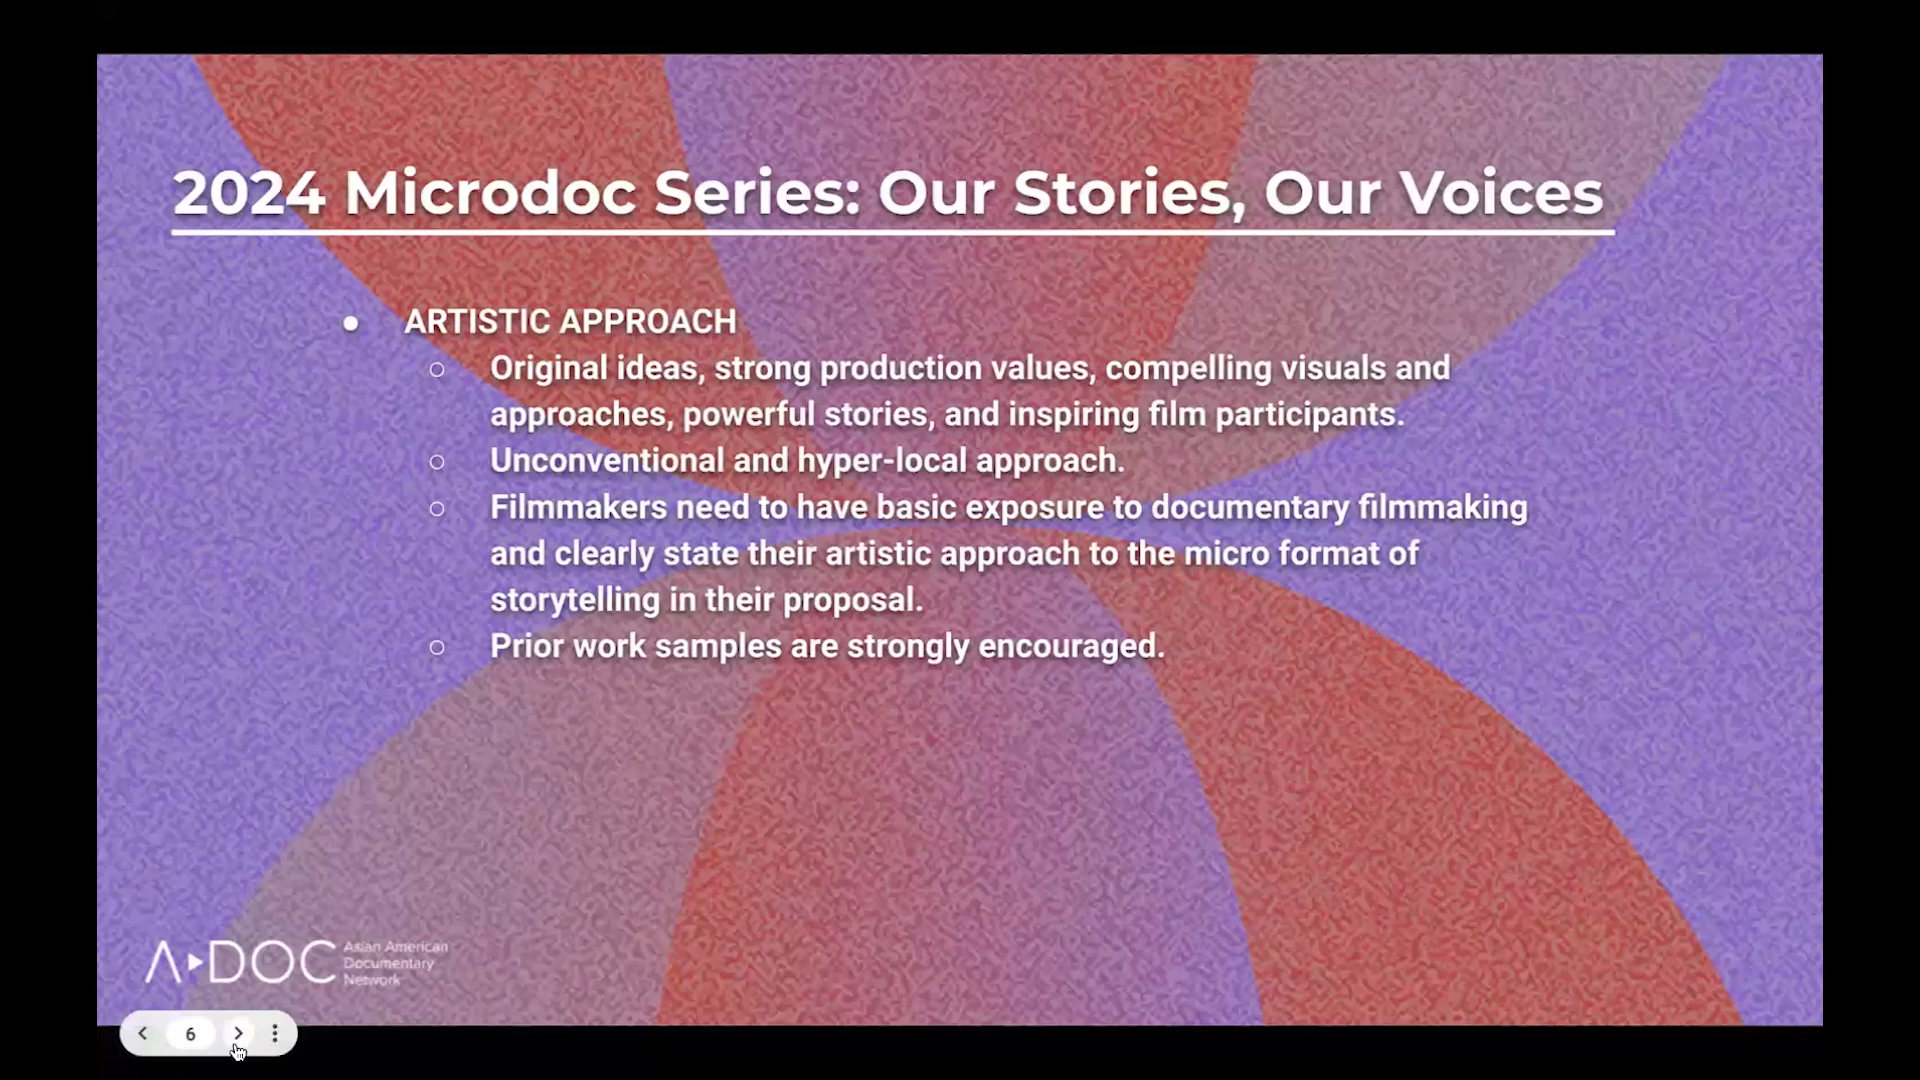 2024 Microdoc Series: Our Stories, Our Voices
● ARTISTIC APPROACH
○ Original ideas, strong production values, compelling visuals and
approaches, powerful stories, and inspiring film participants.
○ Unconventional and hyper-local approach.
○ Filmmakers need to have basic exposure to documentary filmmaking
and clearly state their artistic approach to the micro format of
storytelling in their proposal.
○ Prior work samples are strongly encouraged.
A▸DOC
Asian American
Documentary
Network
6